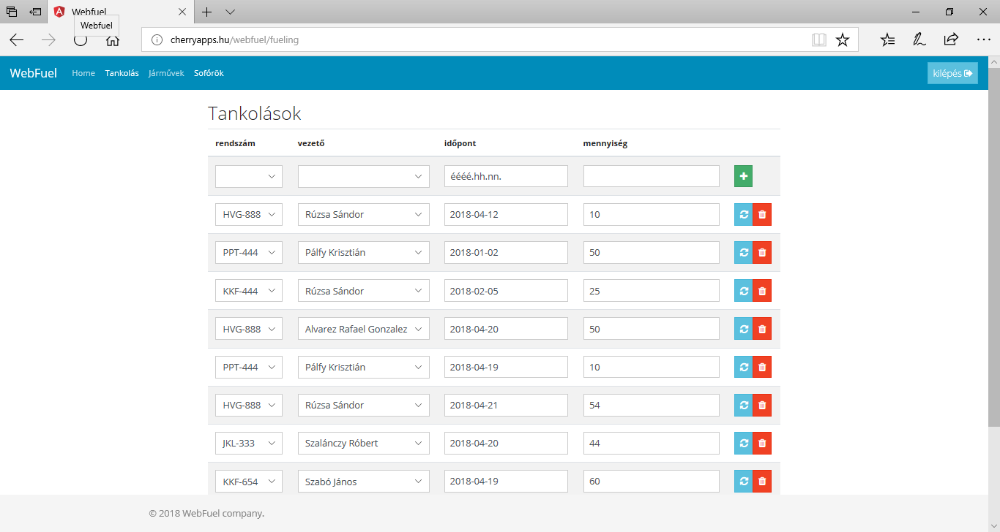 Webfuel
Webfuel
cherryapps.hu/webfuel/fueling
WebFuel Home Tankolás Járművek Sofőrök kilépés
Tankolások
rendszám vezető időpont mennyiség
éééé.hh.nn.
HVG-888 Rúzsa Sándor 2018-04-12 10
PPT-444 Pálfy Krisztián 2018-01-02 50
KKF-444 Rúzsa Sándor 2018-02-05 25
HVG-888 Alvarez Rafael Gonzalez 2018-04-20 50
PPT-444 Pálfy Krisztián 2018-04-19 10
HVG-888 Rúzsa Sándor 2018-04-21 54
JKL-333 Szalánczy Róbert 2018-04-20 44
KKF-654 Szabó János 2018-04-19 60
© 2018 WebFuel company.